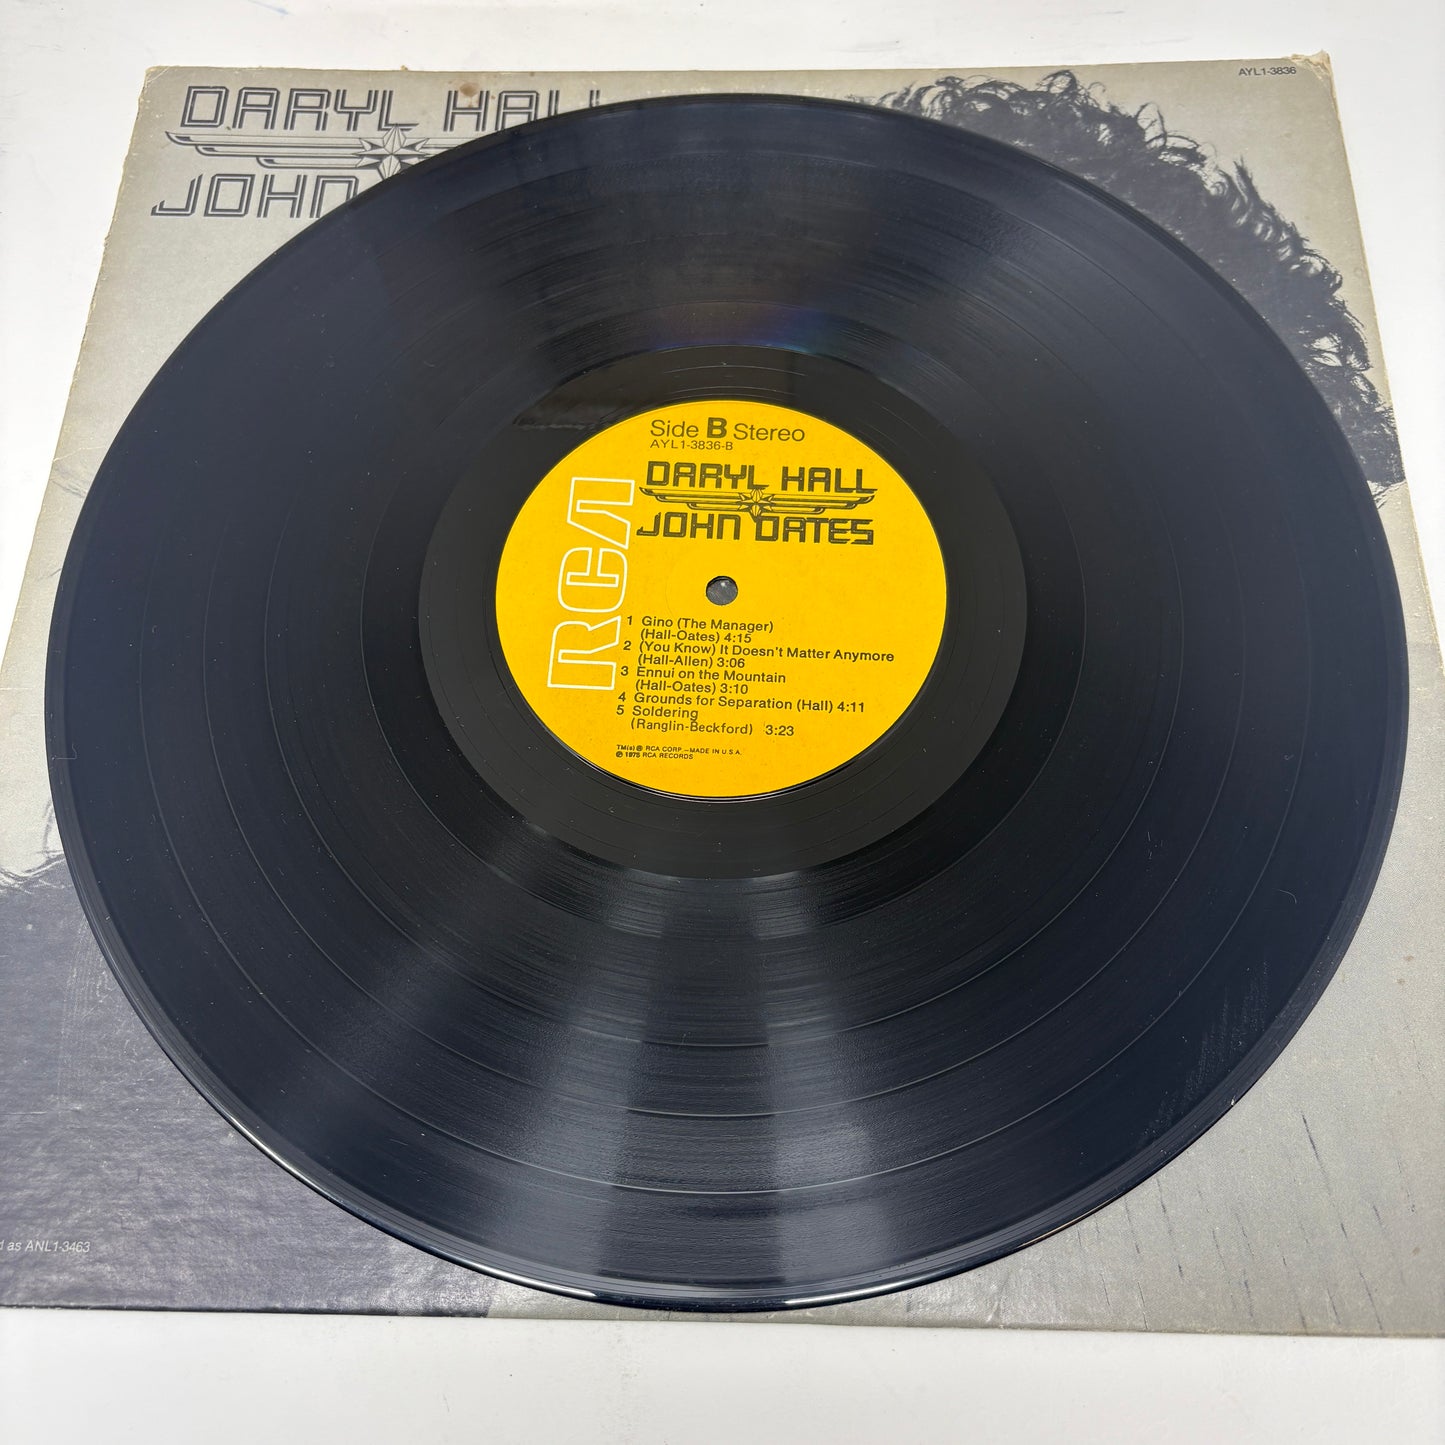 DARYL HALL
JOHN
AYL1-3836
Side B Stereo
AYL1-3836-B
DARYL HALL
JOHN OATES
RCA
1 Gino (The Manager)
(Hall-Oates) 4:15
2 (You Know) It Doesn't Matter Anymore
(Hall-Allen) 3:06
3 Ennui on the Mountain
(Hall-Oates) 3:10
4 Grounds for Separation (Hall) 4:11
5 Soldering
(Ranglin-Beckford) 3:23
TM(s) ® RCA CORP.—MADE IN U.S.A.
℗ 1975 RCA RECORDS
as ANL1-3463